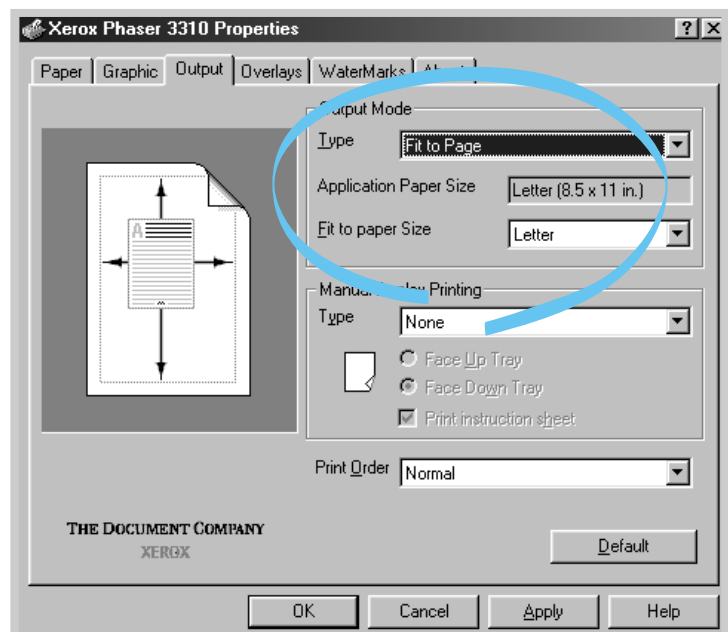 Xerox Phaser 3310 Properties
Paper Graphic Output Overlays WaterMarks
Output Mode
Type Fit to Page
Application Paper Size Letter (8.5 x 11 in.)
Fit to paper Size Letter
Printing
Type None
Face Up Tray
Face Down Tray
Print instruction sheet
Print Order Normal
THE DOCUMENT COMPANY
XEROX
Default
OK Cancel Apply Help
A